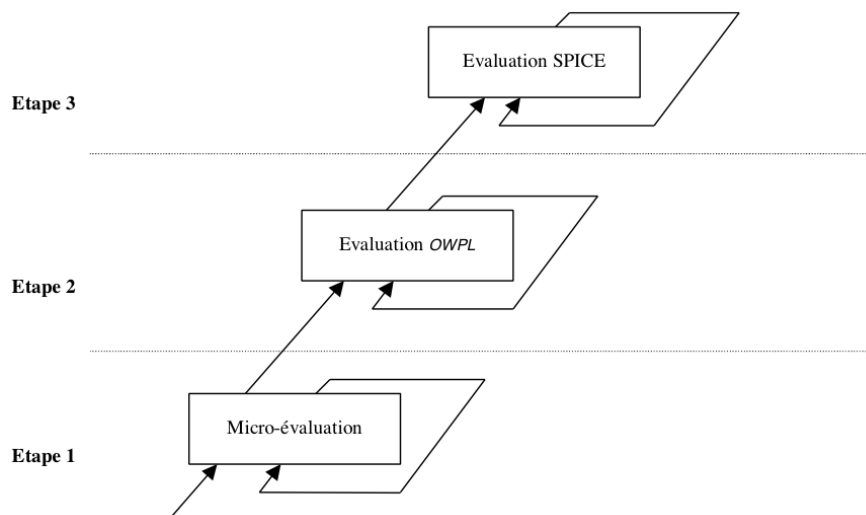 Evaluation SPICE
Etape 3
Evaluation OWPL
Etape 2
Micro-évaluation
Etape 1